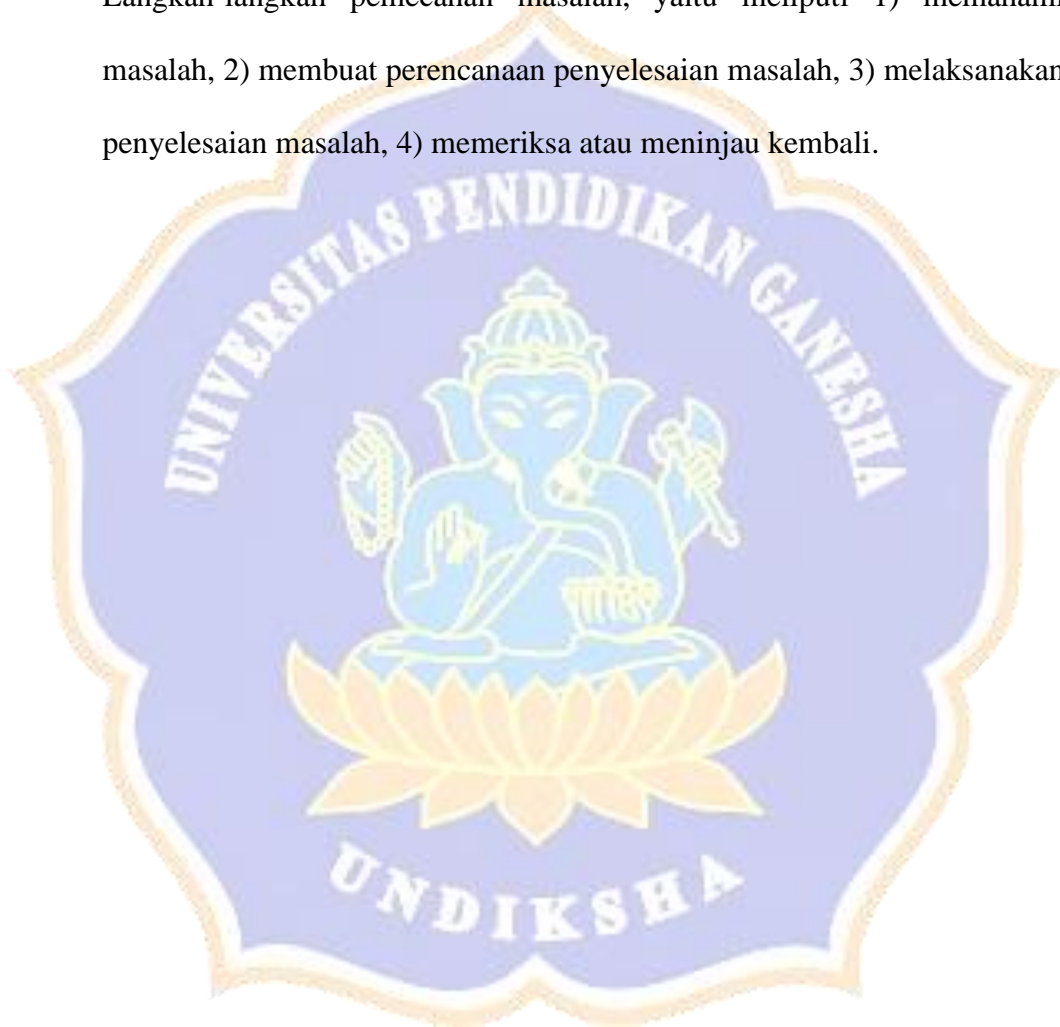 Langkah-langkah pemecahan masalah, yaitu meliputi 1) memahami
masalah, 2) membuat perencanaan penyelesaian masalah, 3) melaksanakan
penyelesaian masalah, 4) memeriksa atau meninjau kembali.
UNIVERSITAS PENDIDIKAN GANESHA
UNDIKSHA